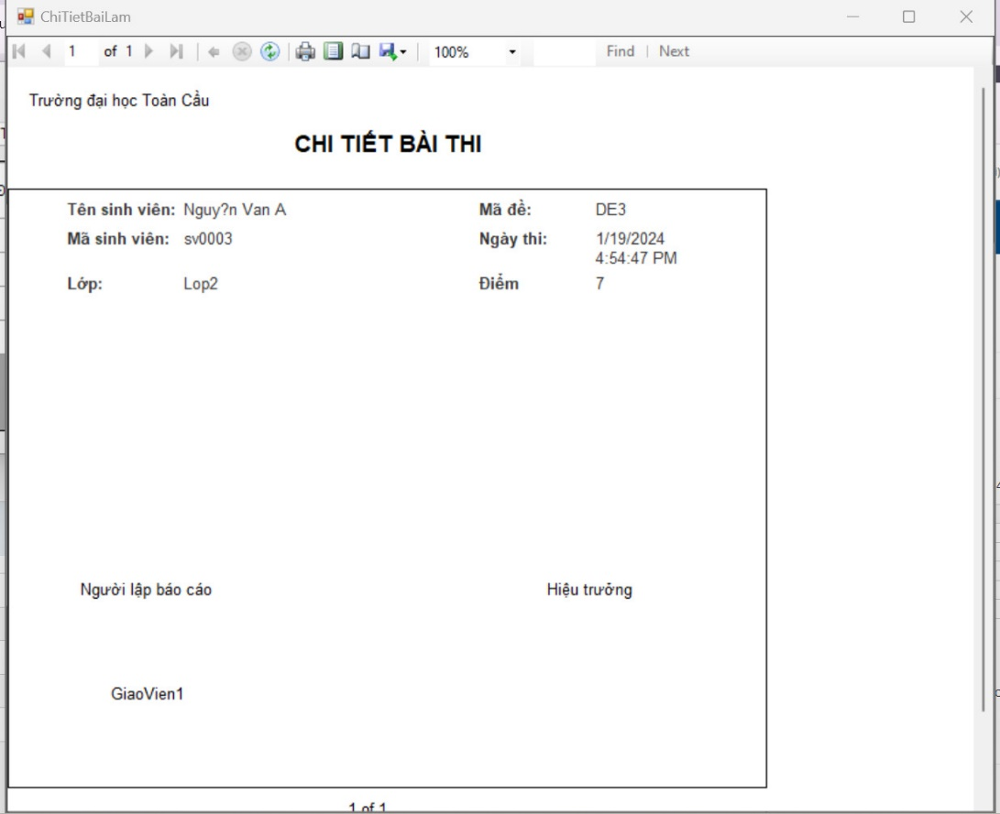 ChiTietBaiLam
1 of 1 100% Find | Next
Trường đại học Toàn Cầu
CHI TIẾT BÀI THI
Tên sinh viên: Nguy?n Van A Mã đề: DE3
Mã sinh viên: sv0003 Ngày thi: 1/19/2024
4:54:47 PM
Lớp: Lop2 Điểm 7
Người lập báo cáo Hiệu trưởng
GiaoVien1
1 of 1